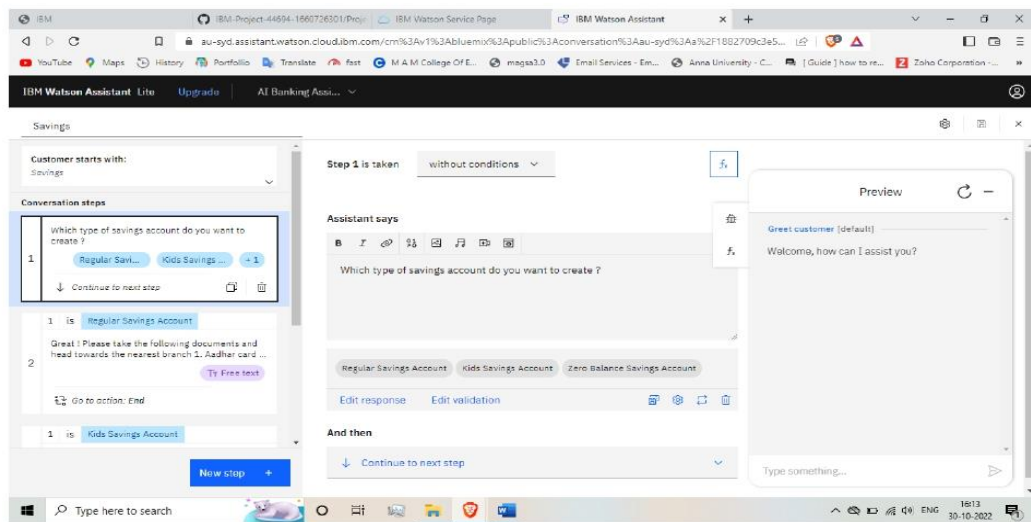 IBM
IBM-Project-44694-1660726301/Proje
IBM Watson Service Page
IBM Watson Assistant
au-syd.assistant.watson.cloud.ibm.com/crn%3Av1%3Abluemix%3Apublic%3Aconversation%3Aau-syd%3Aa%2F1882709c3e5...
YouTube
Maps
History
Portfollio
Translate
fast
M A M College Of E...
magsa3.0
Email Services - Em...
Anna University - C...
[Guide ] how to re...
Zoho Corporation -...
IBM Watson Assistant Lite
Upgrade
AI Banking Assi...
Savings
Customer starts with:
Savings
Conversation steps
1
Which type of savings account do you want to
create ?
Regular Savi...
Kids Savings ...
+ 1
Continue to next step
2
1 is Regular Savings Account
Great ! Please take the following documents and
head towards the nearest branch 1. Aadhar card ...
Free text
Go to action: End
1 is Kids Savings Account
New step +
Step 1 is taken
without conditions
Assistant says
B I
Which type of savings account do you want to create ?
Regular Savings Account
Kids Savings Account
Zero Balance Savings Account
Edit response
Edit validation
And then
Continue to next step
Preview
Greet customer [default]
Welcome, how can I assist you?
Type something...
Type here to search
ENG
16:13
30-10-2022